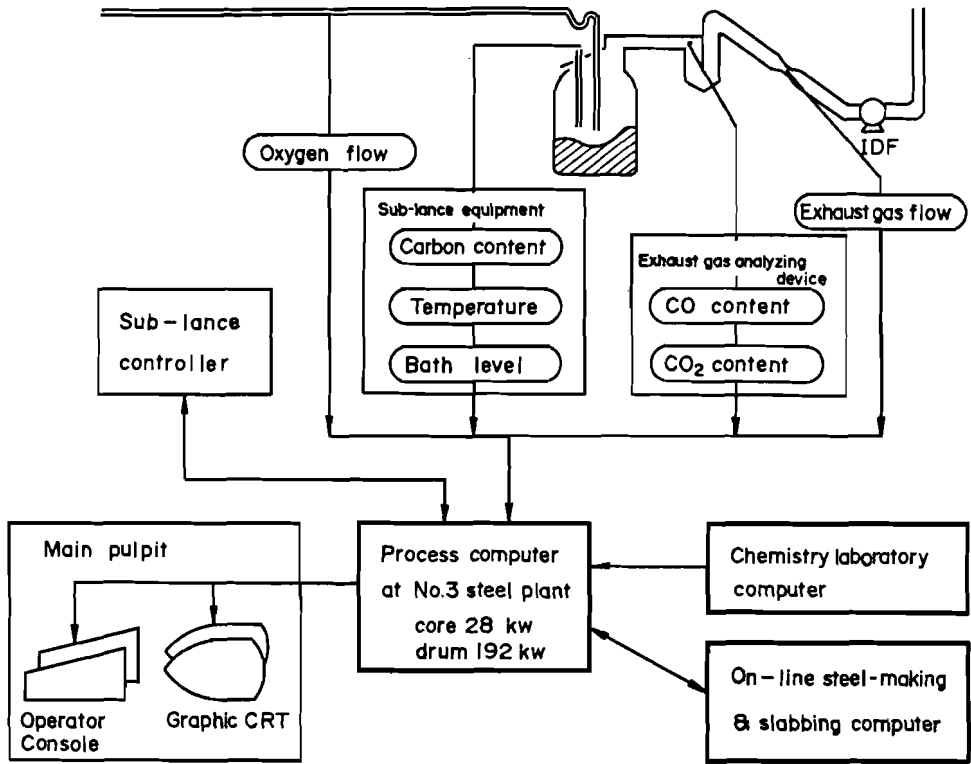 IDF
Oxygen flow
Sub-lance equipment
Carbon content
Temperature
Bath level
Exhaust gas flow
Exhaust gas analyzing
device
CO content
CO₂ content
Sub-lance
controller
Main pulpit
Operator
Console
Graphic CRT
Process computer
at No.3 steel plant
core 28 kw
drum 192 kw
Chemistry laboratory
computer
On-line steel-making
& slabbing computer